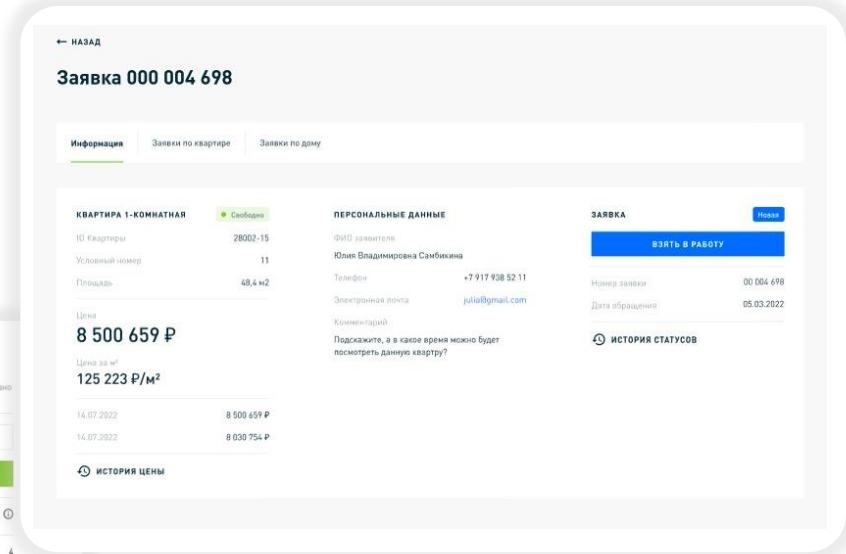 ← НАЗАД
Заявка 000 004 698
Информация
Заявки по квартире
Заявки по дому
КВАРТИРА 1-КОМНАТНАЯ
Свободно
ID Квартиры 28002-15
Условный номер 11
Площадь 48,4 м2
Цена
8 500 659 ₽
Цена за м²
125 223 ₽/м²
14.07.2022 8 500 659 ₽
14.07.2022 8 030 754 ₽
ИСТОРИЯ ЦЕНЫ
ПЕРСОНАЛЬНЫЕ ДАННЫЕ
ФИО заявителя
Юлия Владимировна Самбикина
Телефон +7 917 938 52 11
Электронная почта julia@gmail.com
Комментарий
Подскажите, а в какое время можно будет
посмотреть данную квартру?
ЗАЯВКА
Новая
ВЗЯТЬ В РАБОТУ
Номер заявки 00 004 698
Дата обращения 05.03.2022
ИСТОРИЯ СТАТУСОВ